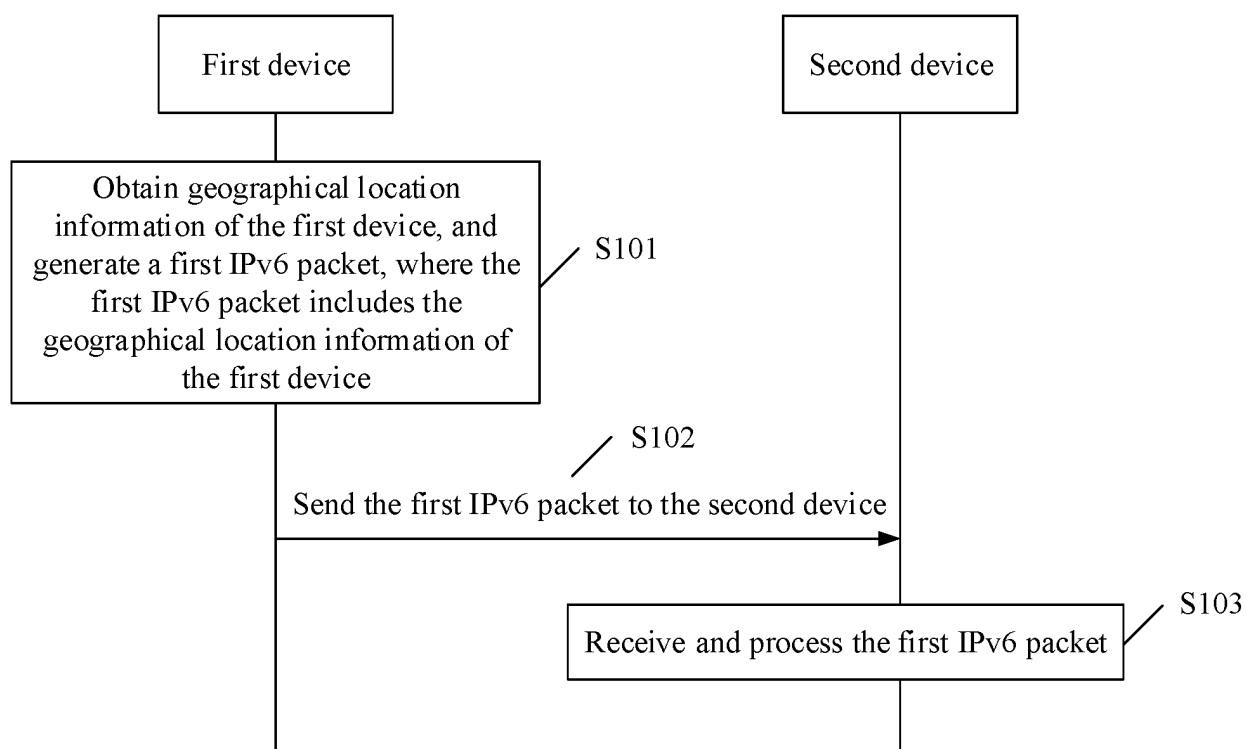 First device
Second device
Obtain geographical location
information of the first device, and
generate a first IPv6 packet, where the
first IPv6 packet includes the
geographical location information of
the first device
S101
S102
Send the first IPv6 packet to the second device
S103
Receive and process the first IPv6 packet